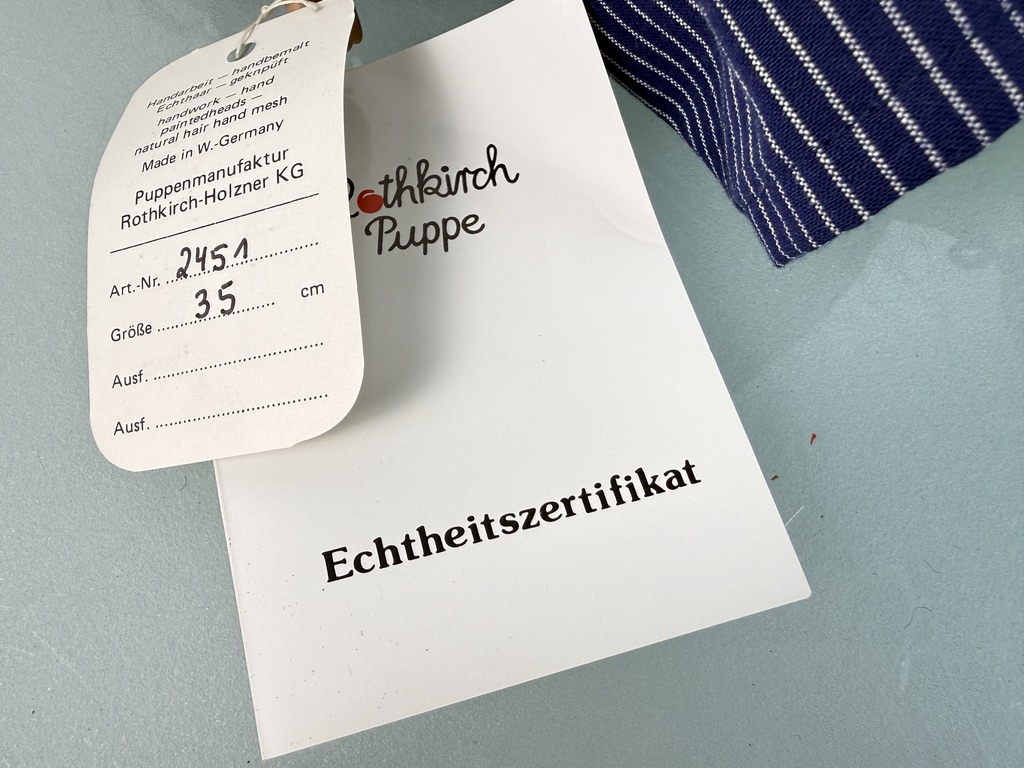 Handarbeit — handbemalt
Echthaar — geknpüft
handwork — hand
paintedheads —
natural hair hand mesh
Made in W.-Germany
Puppenmanufaktur
Rothkirch-Holzner KG
Art.-Nr. 2451
Größe 35 cm
Ausf.
Ausf.
Rothkirch
Puppe
Echtheitszertifikat